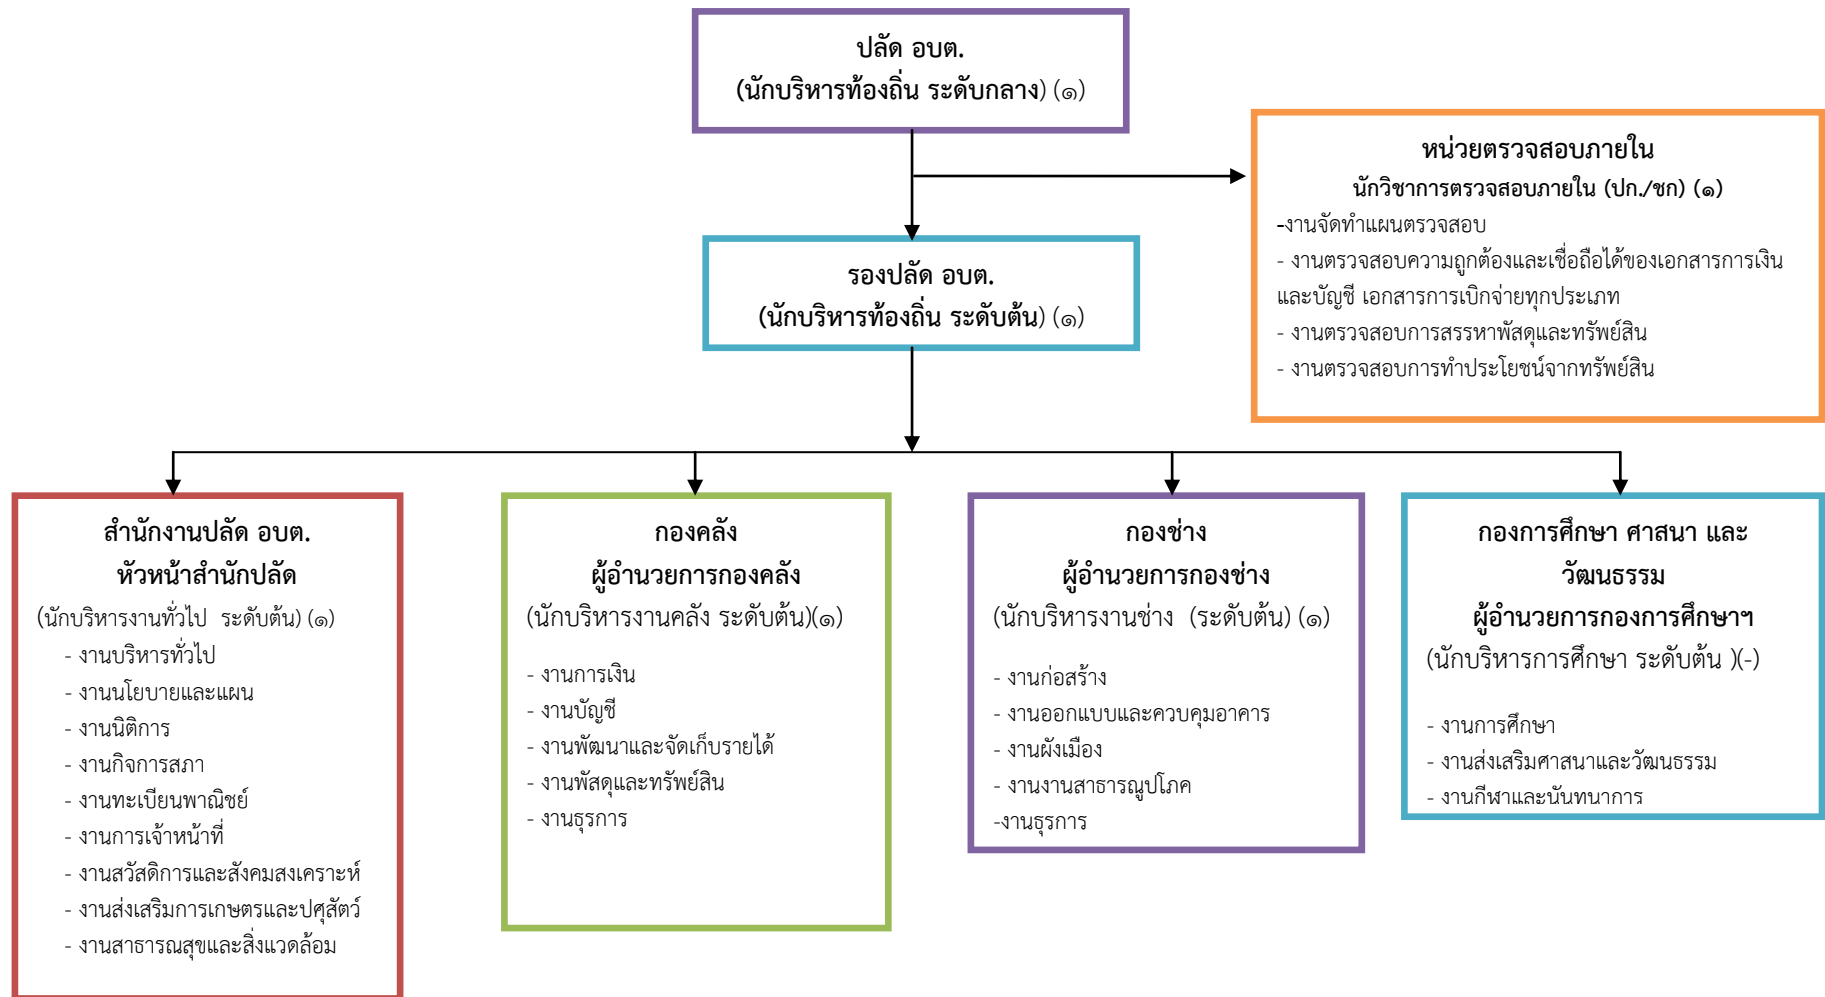 ปลัด อบต.
(นักบริหารท้องถิ่น ระดับกลาง) (๑)
หน่วยตรวจสอบภายใน
นักวิชาการตรวจสอบภายใน (ปก./ชก) (๑)
-งานจัดทำแผนตรวจสอบ
- งานตรวจสอบความถูกต้องและเชื่อถือได้ของเอกสารการเงิน
และบัญชี เอกสารการเบิกจ่ายทุกประเภท
- งานตรวจสอบการสรรหาพัสดุและทรัพย์สิน
- งานตรวจสอบการทำประโยชน์จากทรัพย์สิน
รองปลัด อบต.
(นักบริหารท้องถิ่น ระดับต้น) (๑)
สำนักงานปลัด อบต.
หัวหน้าสำนักปลัด
(นักบริหารงานทั่วไป ระดับต้น) (๑)
- งานบริหารทั่วไป
- งานนโยบายและแผน
- งานนิติการ
- งานกิจการสภา
- งานทะเบียนพาณิชย์
- งานการเจ้าหน้าที่
- งานสวัสดิการและสังคมสงเคราะห์
- งานส่งเสริมการเกษตรและปศุสัตว์
- งานสาธารณสุขและสิ่งแวดล้อม
กองคลัง
ผู้อำนวยการกองคลัง
(นักบริหารงานคลัง ระดับต้น)(๑)
- งานการเงิน
- งานบัญชี
- งานพัฒนาและจัดเก็บรายได้
- งานพัสดุและทรัพย์สิน
- งานธุรการ
กองช่าง
ผู้อำนวยการกองช่าง
(นักบริหารงานช่าง (ระดับต้น) (๑)
- งานก่อสร้าง
- งานออกแบบและควบคุมอาคาร
- งานผังเมือง
- งานงานสาธารณูปโภค
-งานธุรการ
กองการศึกษา ศาสนา และ
วัฒนธรรม
ผู้อำนวยการกองการศึกษาฯ
(นักบริหารการศึกษา ระดับต้น )(-)
- งานการศึกษา
- งานส่งเสริมศาสนาและวัฒนธรรม
- งานกีฬาและนันทนาการ